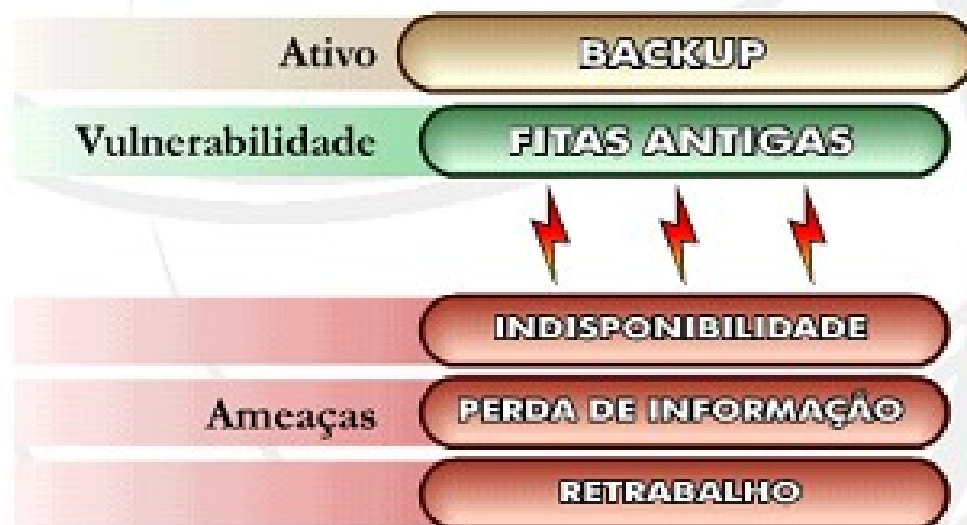 Ativo BACKUP
Vulnerabilidade FITAS ANTIGAS
INDISPONIBILIDADE
Ameaças PERDA DE INFORMAÇÃO
RETRABALHO